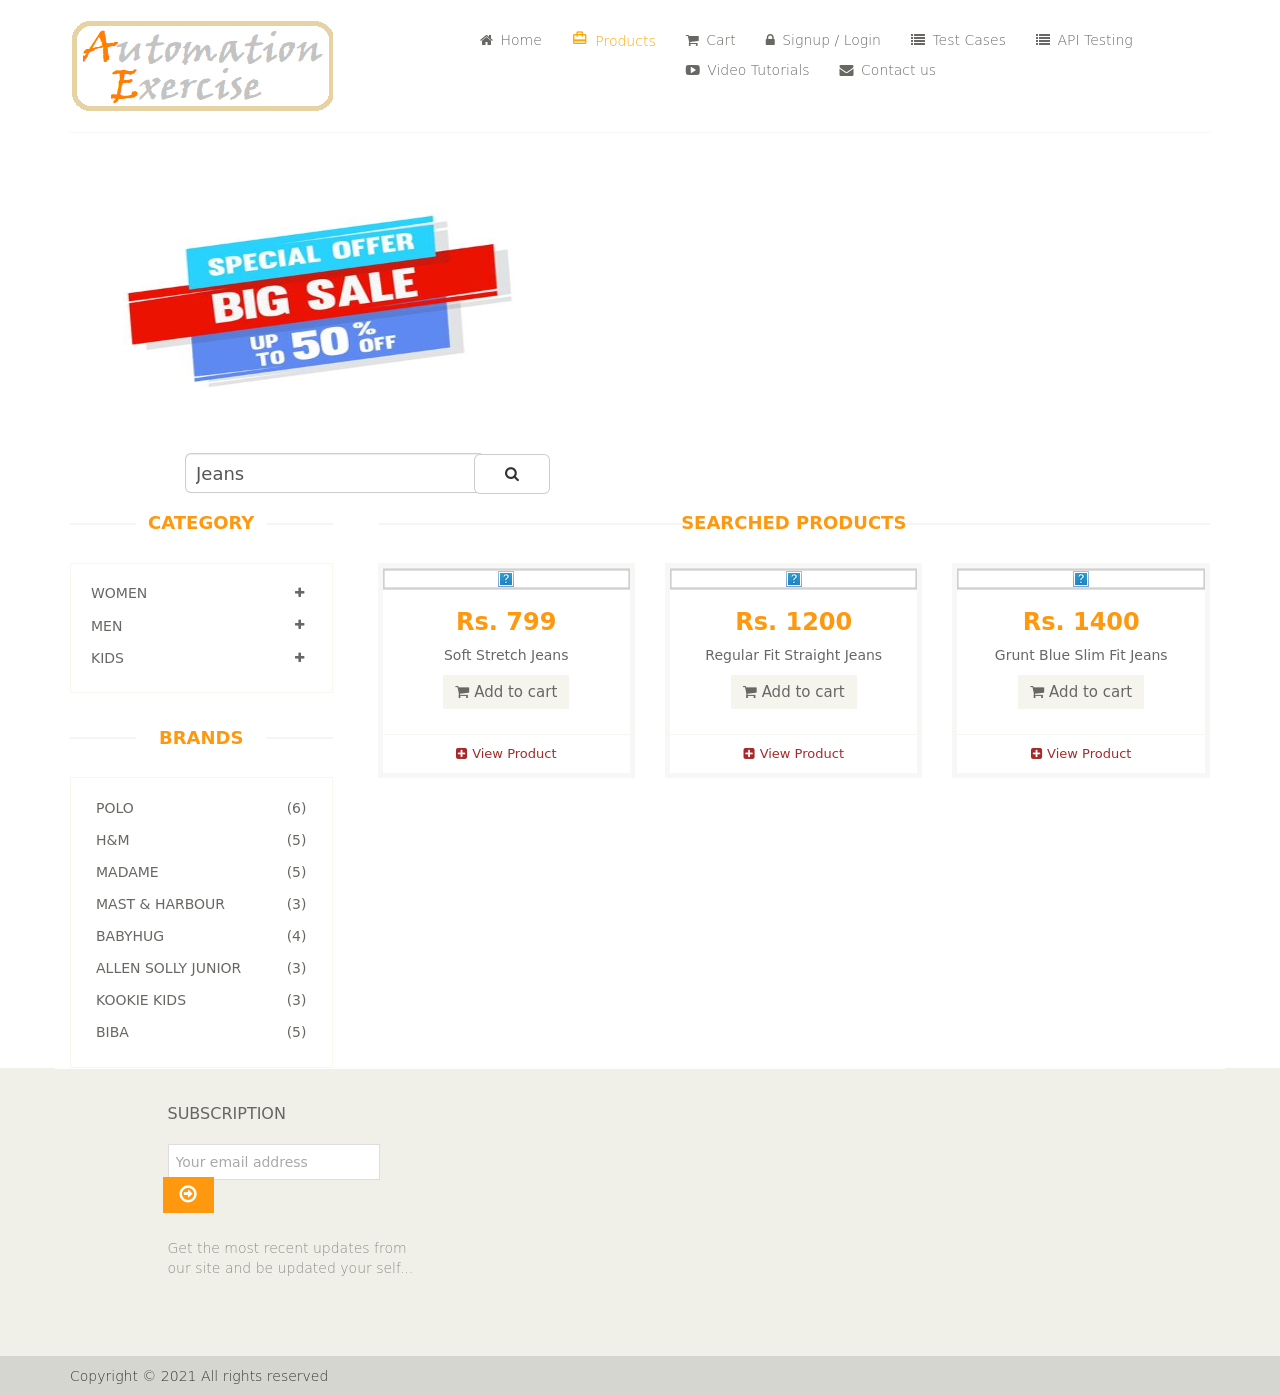 Automation
Exercise
Home Products Cart Signup / Login Test Cases API Testing
Video Tutorials Contact us
SPECIAL OFFER
BIG SALE
UP TO 50% OFF
Jeans
CATEGORY
WOMEN
MEN
KIDS
BRANDS
POLO (6)
H&M (5)
MADAME (5)
MAST & HARBOUR (3)
BABYHUG (4)
ALLEN SOLLY JUNIOR (3)
KOOKIE KIDS (3)
BIBA (5)
SEARCHED PRODUCTS
Rs. 799
Soft Stretch Jeans
Add to cart
View Product
Rs. 1200
Regular Fit Straight Jeans
Add to cart
View Product
Rs. 1400
Grunt Blue Slim Fit Jeans
Add to cart
View Product
SUBSCRIPTION
Your email address
Get the most recent updates from
our site and be updated your self...
Copyright © 2021 All rights reserved